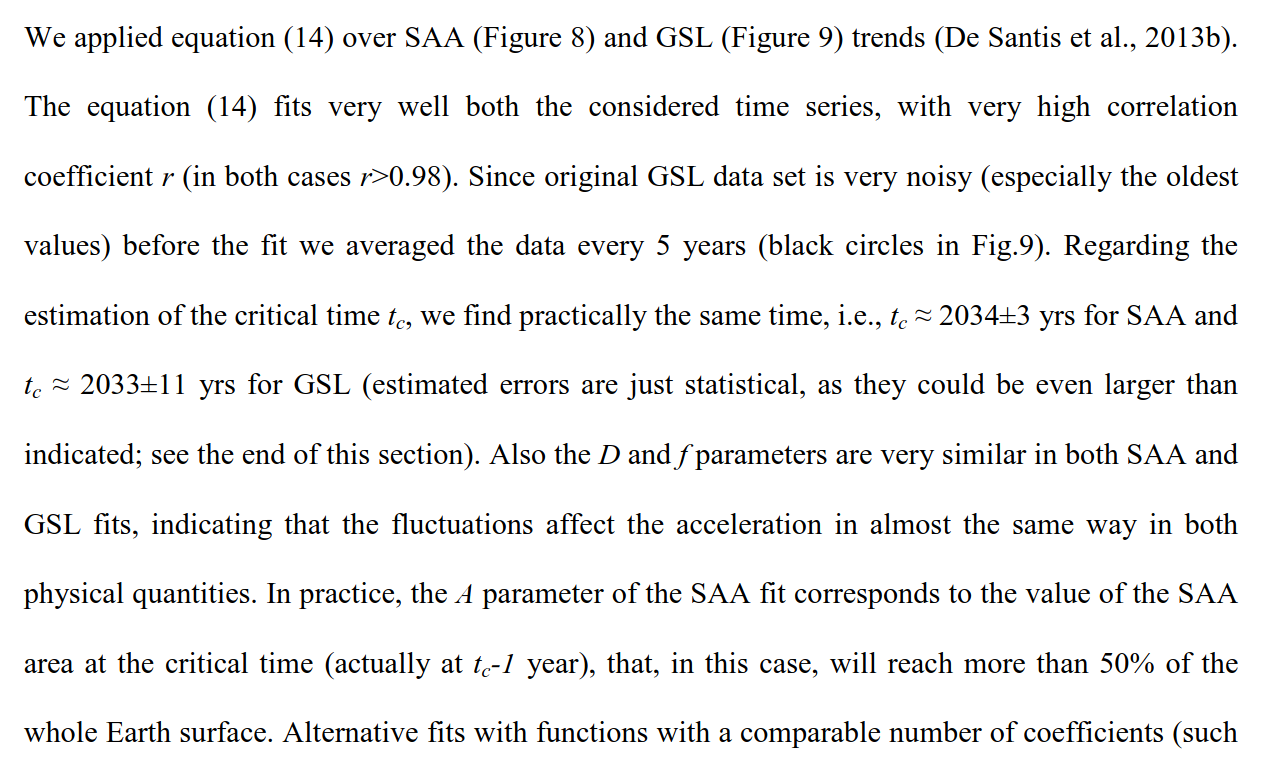 We applied equation (14) over SAA (Figure 8) and GSL (Figure 9) trends (De Santis et al., 2013b).
The equation (14) fits very well both the considered time series, with very high correlation
coefficient r (in both cases r>0.98). Since original GSL data set is very noisy (especially the oldest
values) before the fit we averaged the data every 5 years (black circles in Fig.9). Regarding the
estimation of the critical time tc, we find practically the same time, i.e., tc ≈ 2034±3 yrs for SAA and
tc ≈ 2033±11 yrs for GSL (estimated errors are just statistical, as they could be even larger than
indicated; see the end of this section). Also the D and f parameters are very similar in both SAA and
GSL fits, indicating that the fluctuations affect the acceleration in almost the same way in both
physical quantities. In practice, the A parameter of the SAA fit corresponds to the value of the SAA
area at the critical time (actually at tc-1 year), that, in this case, will reach more than 50% of the
whole Earth surface. Alternative fits with functions with a comparable number of coefficients (such